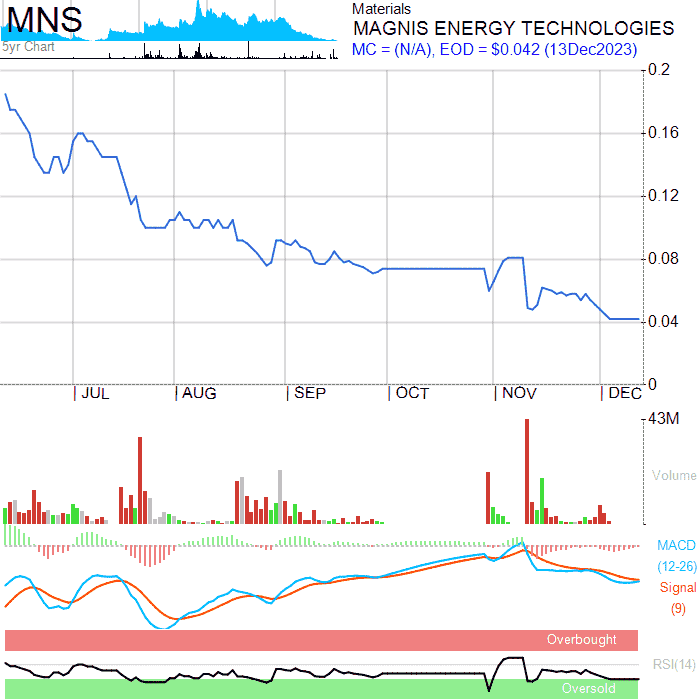 MNS
5yr Chart
Materials
MAGNIS ENERGY TECHNOLOGIES
MC = (N/A), EOD = $0.042 (13Dec2023)
0.2
0.16
0.12
0.08
0.04
0
| JUL | AUG | SEP | OCT | NOV | DEC
43M
Volume
MACD
(12-26)
Signal
(9)
Overbought
RSI(14)
Oversold